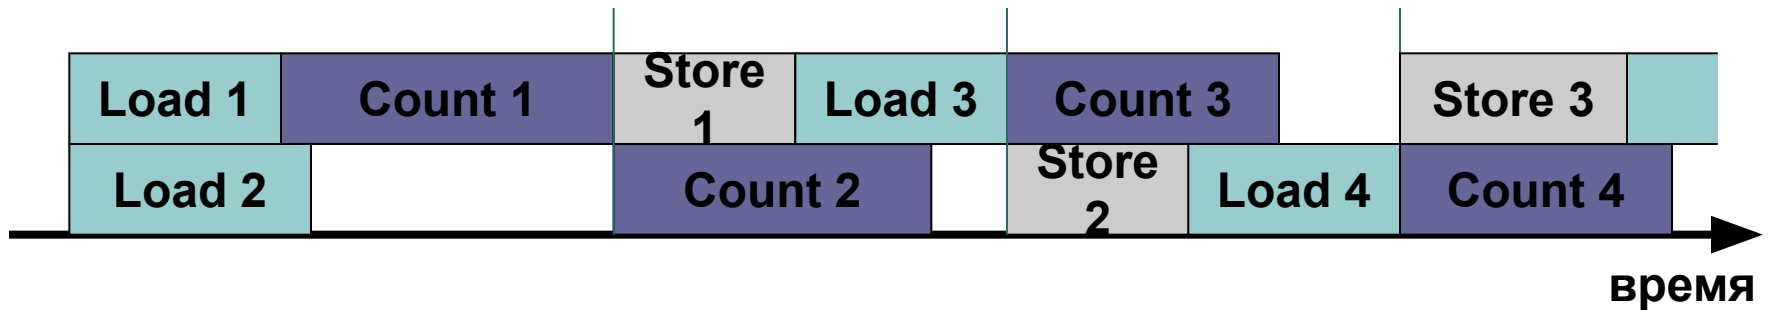 Load 1
Count 1
Store
1
Load 3
Count 3
Store 3
Load 2
Count 2
Store
2
Load 4
Count 4
время